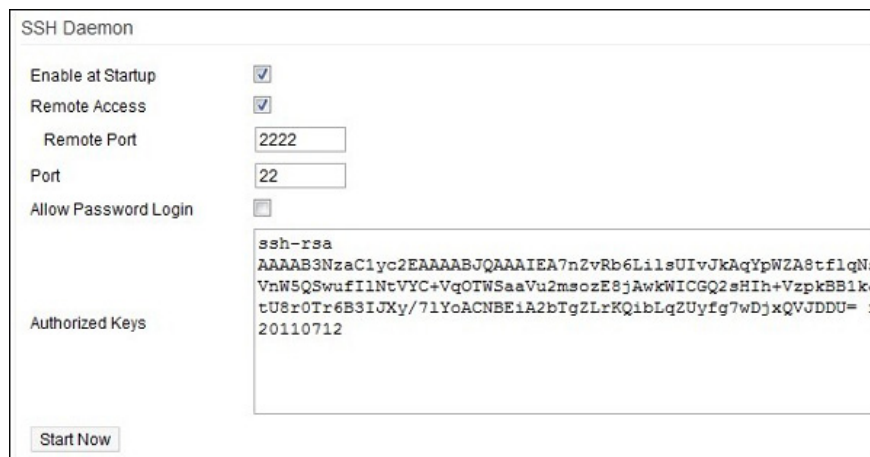 SSH Daemon
Enable at Startup
Remote Access
Remote Port 2222
Port 22
Allow Password Login
Authorized Keys
ssh-rsa
AAAAB3NzaC1yc2EAAAABJQAAAIEA7nZvRb6LilsUIvJkAqYpWZA8tflqN
VnW5QSwufIlNtVYC+VqOTWSaaVu2msozE8jAwkWICGQ2sHIh+VzpkBB1k
tU8r0Tr6B3IJXy/7lYoACNBEiA2bTgZLrKQibLqZUyfg7wDjxQVJDDU=
20110712
Start Now